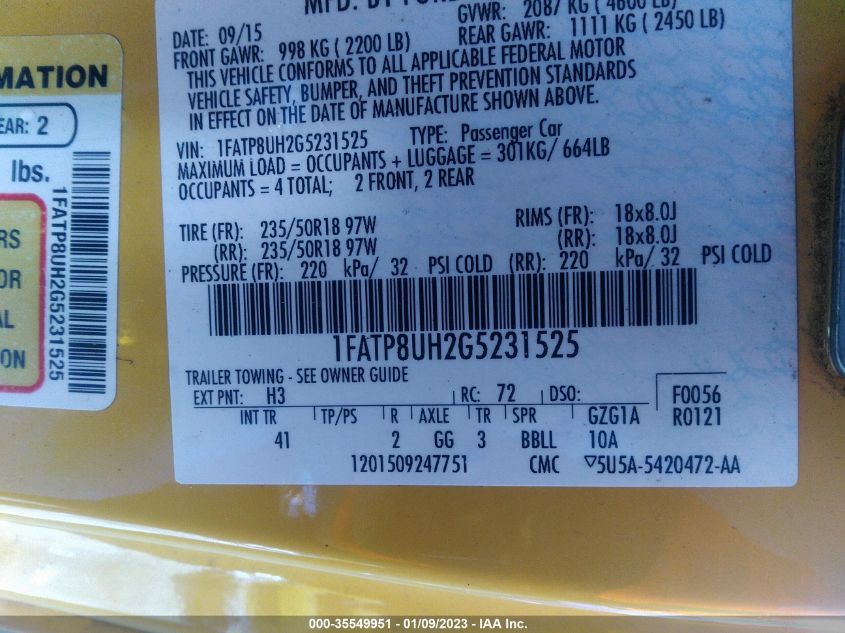 MFD. BY FORD
GVWR: 2087 KG ( 4600 LB)
DATE: 09/15
FRONT GAWR: 998 KG ( 2200 LB)
REAR GAWR: 1111 KG ( 2450 LB)
THIS VEHICLE CONFORMS TO ALL APPLICABLE FEDERAL MOTOR
VEHICLE SAFETY, BUMPER, AND THEFT PREVENTION STANDARDS
IN EFFECT ON THE DATE OF MANUFACTURE SHOWN ABOVE.
VIN: 1FATP8UH2G5231525 TYPE: Passenger Car
MAXIMUM LOAD = OCCUPANTS + LUGGAGE = 301KG/ 664LB
OCCUPANTS = 4 TOTAL; 2 FRONT, 2 REAR
TIRE (FR): 235/50R18 97W RIMS (FR): 18x8.0J
(RR): 235/50R18 97W (RR): 18x8.0J
PRESSURE (FR): 220 kPa/ 32 PSI COLD (RR): 220 kPa/ 32 PSI COLD
1FATP8UH2G5231525
TRAILER TOWING - SEE OWNER GUIDE
EXT PNT: H3 RC: 72 DSO: F0056
INT TR TP/PS R AXLE TR SPR GZG1A R0121
41 2 GG 3 BBLL 10A
1201509247751 CMC ▽5U5A-5420472-AA
MATION
EAR: 2
lbs.
RS
OR
AL
ON
1FATP8UH2G5231525
000-35549951 - 01/09/2023 - IAA Inc.